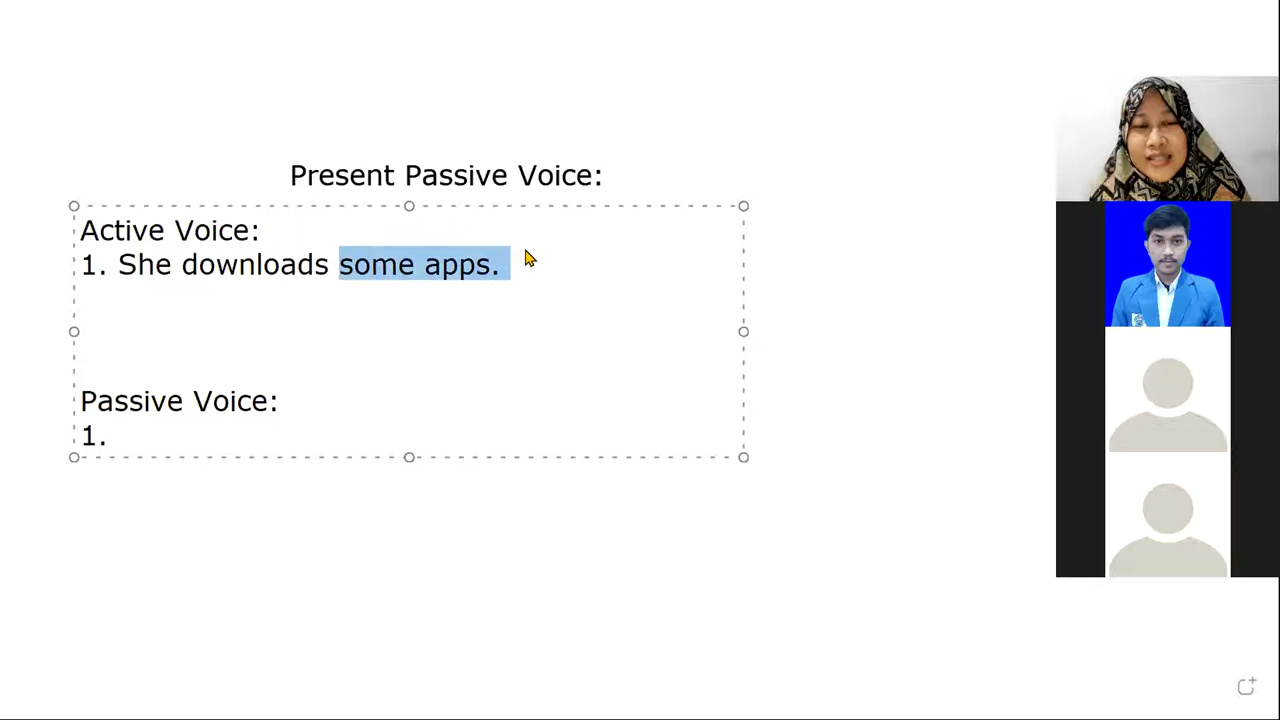 Present Passive Voice:
Active Voice:
1. She downloads some apps.
Passive Voice:
1.